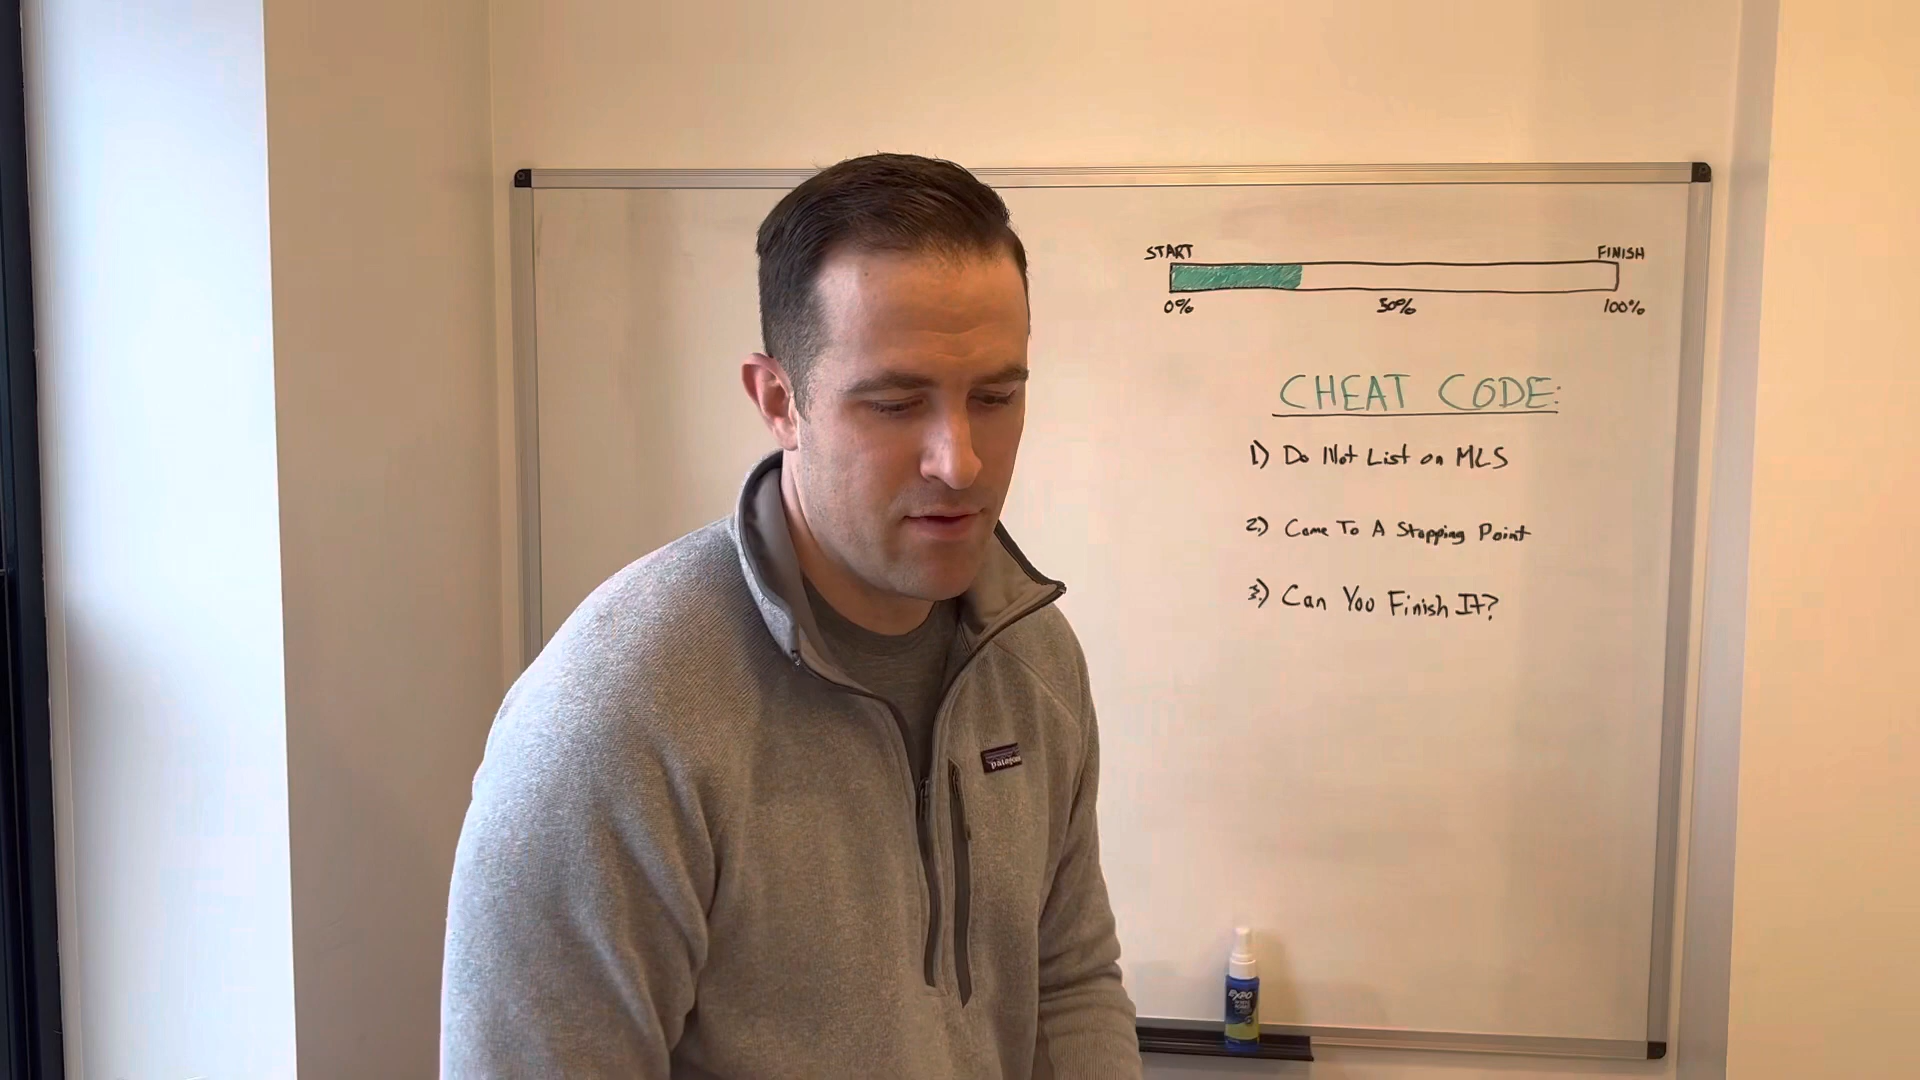 START FINISH
0% 50% 100%
CHEAT CODE:
1) Do Not List on MLS
2.) Come To A Stopping Point
3.) Can You Finish It?
patagonia
EXPO